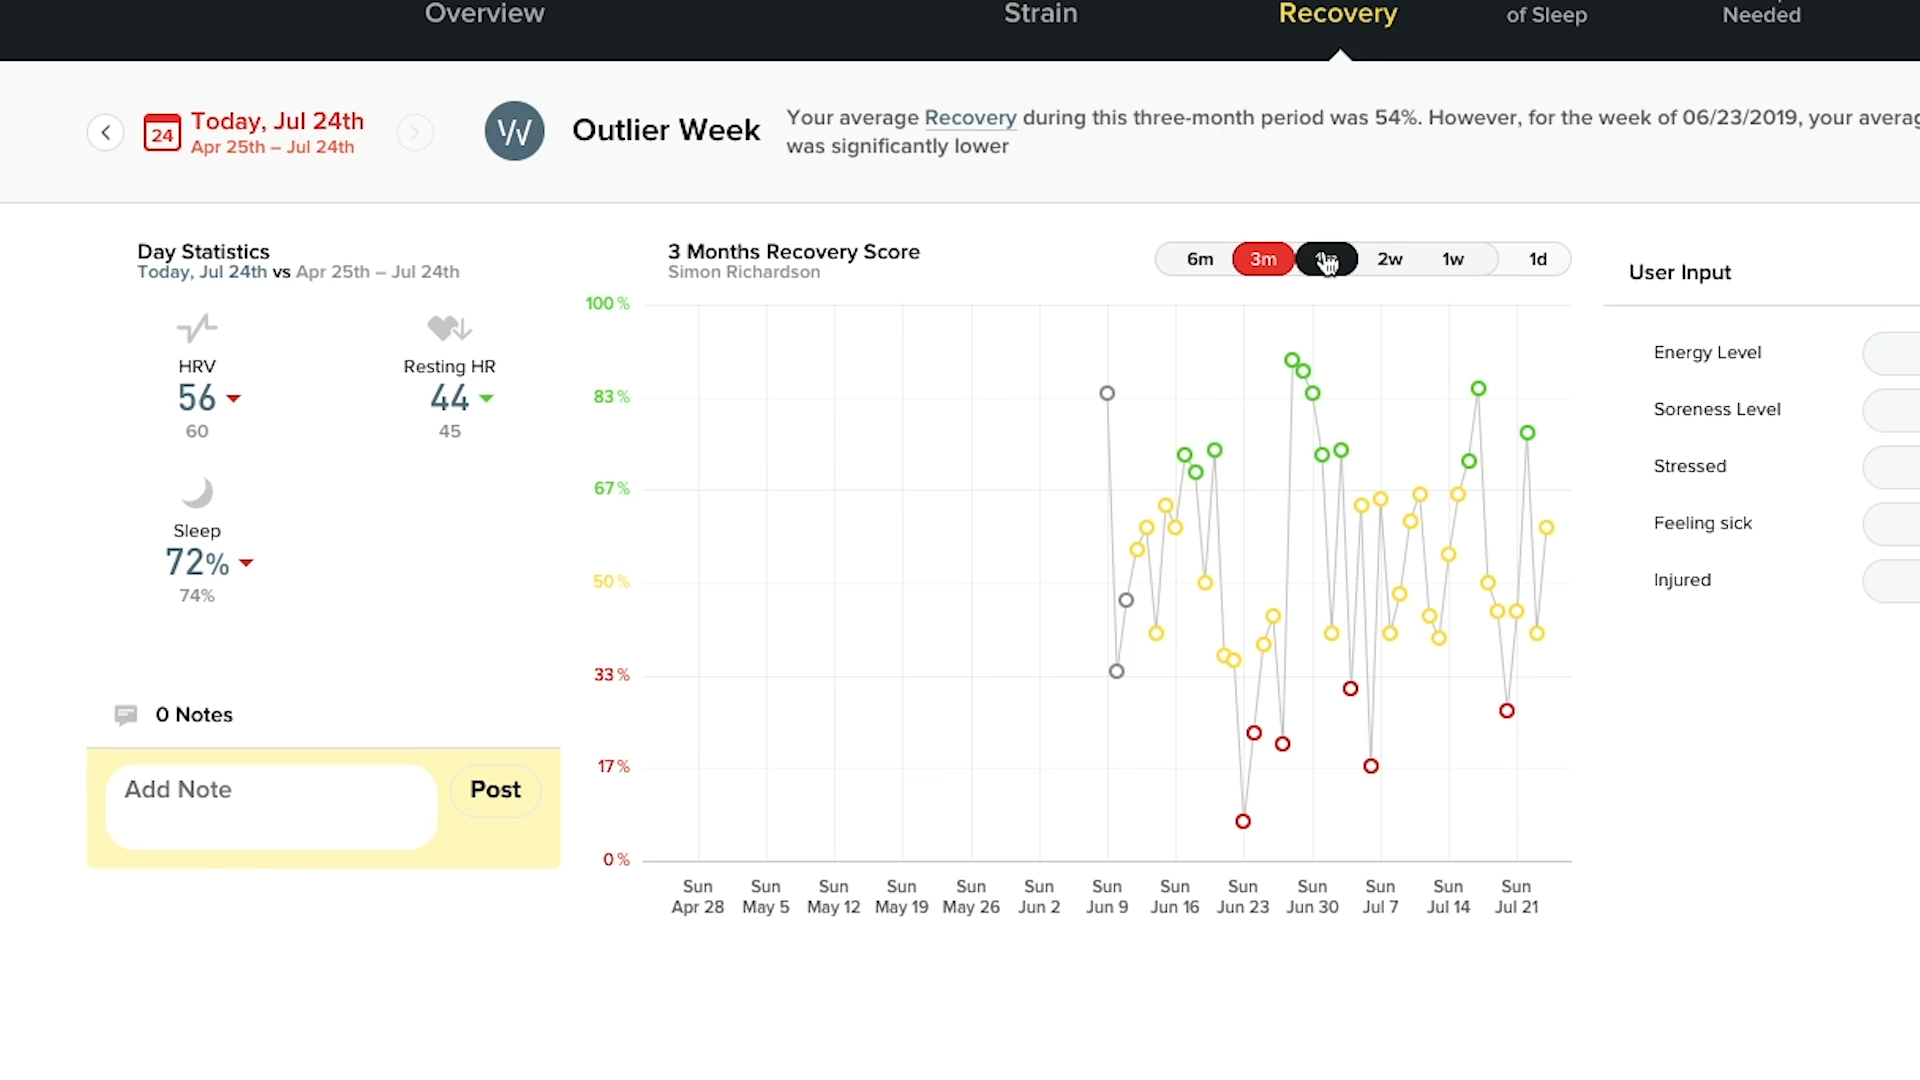 Overview
Strain
Recovery
of Sleep
Needed
24
Today, Jul 24th
Apr 25th – Jul 24th
W
Outlier Week
Your average Recovery during this three-month period was 54%. However, for the week of 06/23/2019, your
was significantly lower
Day Statistics
Today, Jul 24th vs Apr 25th – Jul 24th
HRV
56
60
Resting HR
44
45
Sleep
72%
74%
0 Notes
Add Note
Post
3 Months Recovery Score
Simon Richardson
6m 3m 2w 1w 1d
100 %
83 %
67 %
50 %
33 %
17 %
0 %
Sun Sun Sun Sun Sun Sun Sun Sun Sun Sun Sun Sun Sun
Apr 28 May 5 May 12 May 19 May 26 Jun 2 Jun 9 Jun 16 Jun 23 Jun 30 Jul 7 Jul 14 Jul 21
User Input
Energy Level
Soreness Level
Stressed
Feeling sick
Injured